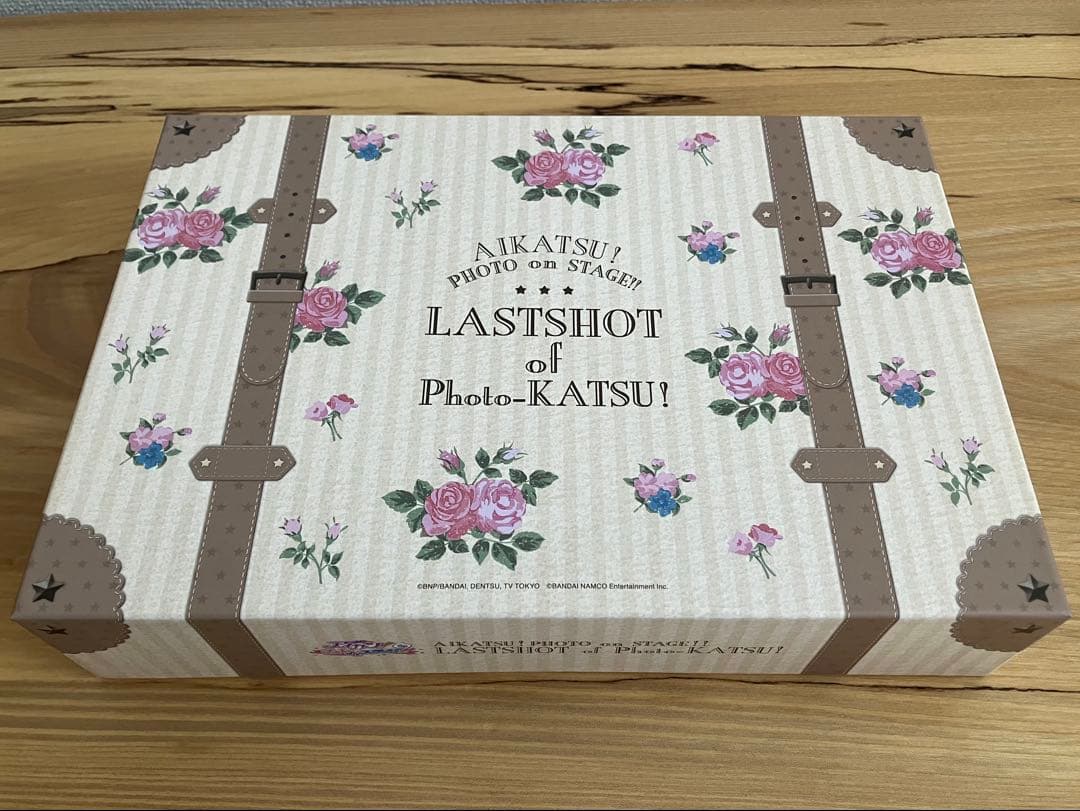 AIKATSU!
PHOTO on STAGE!!
LASTSHOT
of
Photo-KATSU!
©BNP/BANDAI, DENTSU, TV TOKYO ©BANDAI NAMCO Entertainment Inc.
AIKATSU! PHOTO on STAGE!!
LASTSHOT of Photo-KATSU!